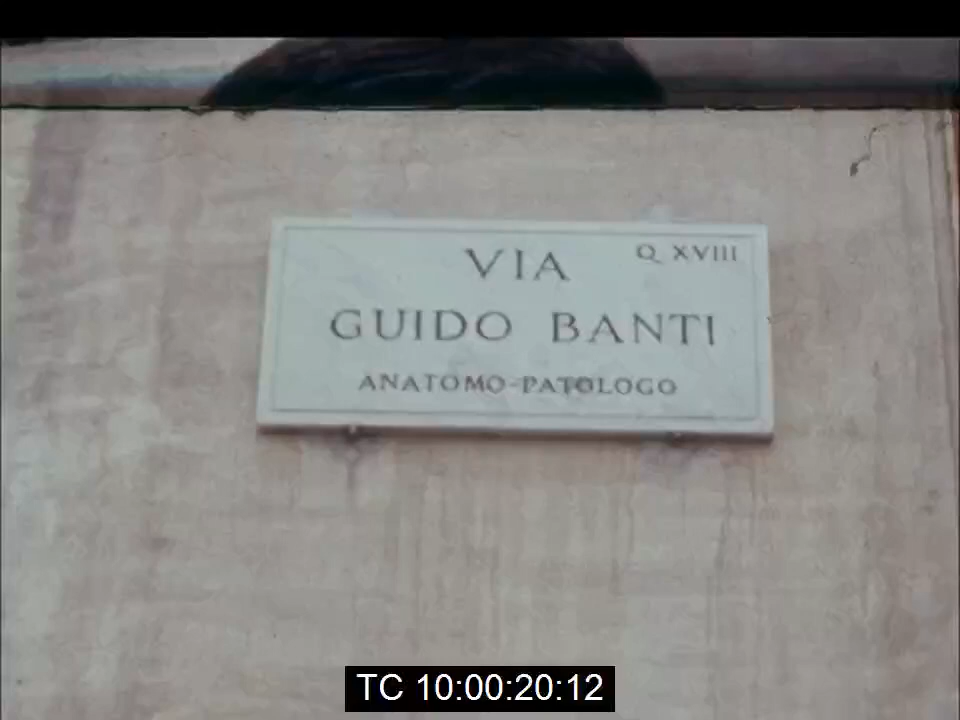 VIA
Q XVIII
GUIDO BANTI
ANATOMO-PATOLOGO
TC 10:00:20:12